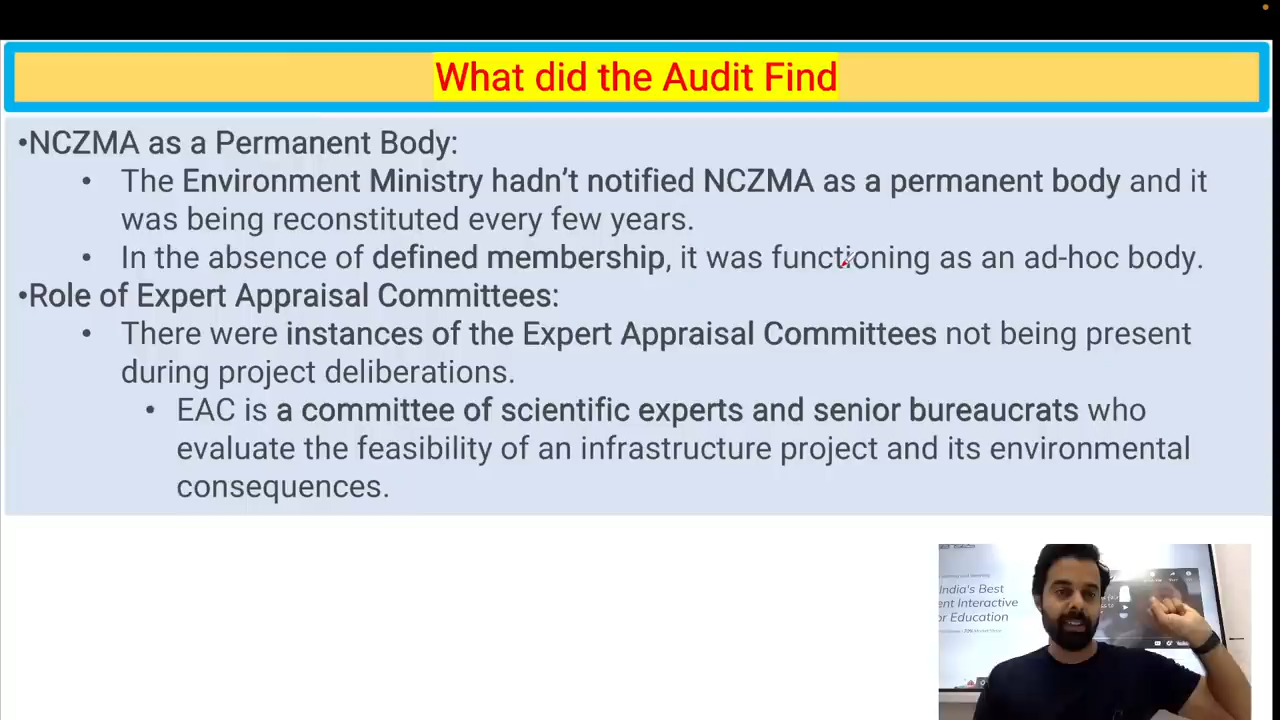 What did the Audit Find
•NCZMA as a Permanent Body:
• The Environment Ministry hadn't notified NCZMA as a permanent body and it
was being reconstituted every few years.
• In the absence of defined membership, it was functioning as an ad-hoc body.
•Role of Expert Appraisal Committees:
• There were instances of the Expert Appraisal Committees not being present
during project deliberations.
• EAC is a committee of scientific experts and senior bureaucrats who
evaluate the feasibility of an infrastructure project and its environmental
consequences.
India's Best
ent Interactive
or Education